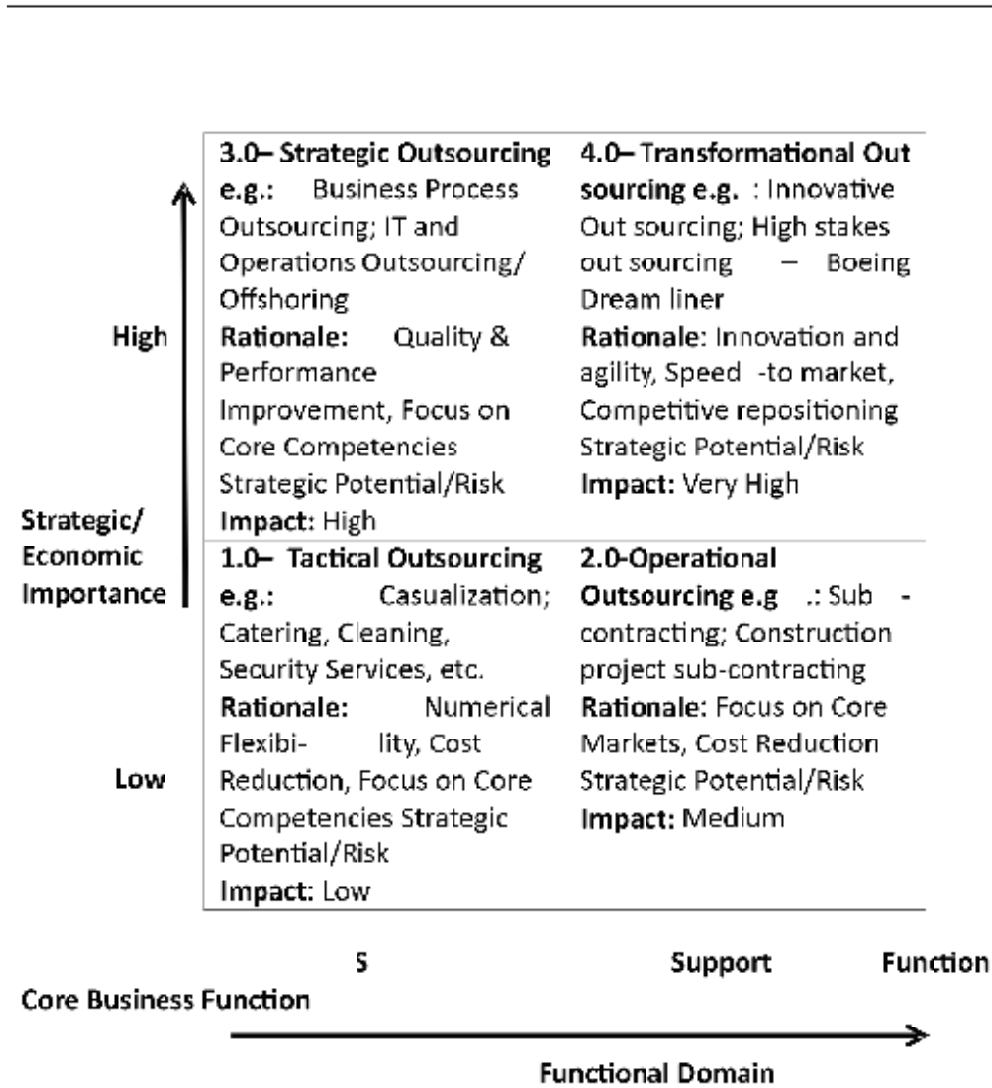 3.0– Strategic Outsourcing
e.g.: Business Process
Outsourcing; IT and
Operations Outsourcing/
Offshoring
Rationale: Quality &
Performance
Improvement, Focus on
Core Competencies
Strategic Potential/Risk
Impact: High
4.0– Transformational Out
sourcing e.g. : Innovative
Out sourcing; High stakes
out sourcing – Boeing
Dream liner
Rationale: Innovation and
agility, Speed -to market,
Competitive repositioning
Strategic Potential/Risk
Impact: Very High
High
Strategic/
Economic
Importance
1.0– Tactical Outsourcing
e.g.: Casualization;
Catering, Cleaning,
Security Services, etc.
Rationale: Numerical
Flexibi- lity, Cost
Reduction, Focus on Core
Competencies Strategic
Potential/Risk
Impact: Low
2.0-Operational
Outsourcing e.g .: Sub -
contracting; Construction
project sub-contracting
Rationale: Focus on Core
Markets, Cost Reduction
Strategic Potential/Risk
Impact: Medium
Low
S Support Function
Core Business Function
Functional Domain